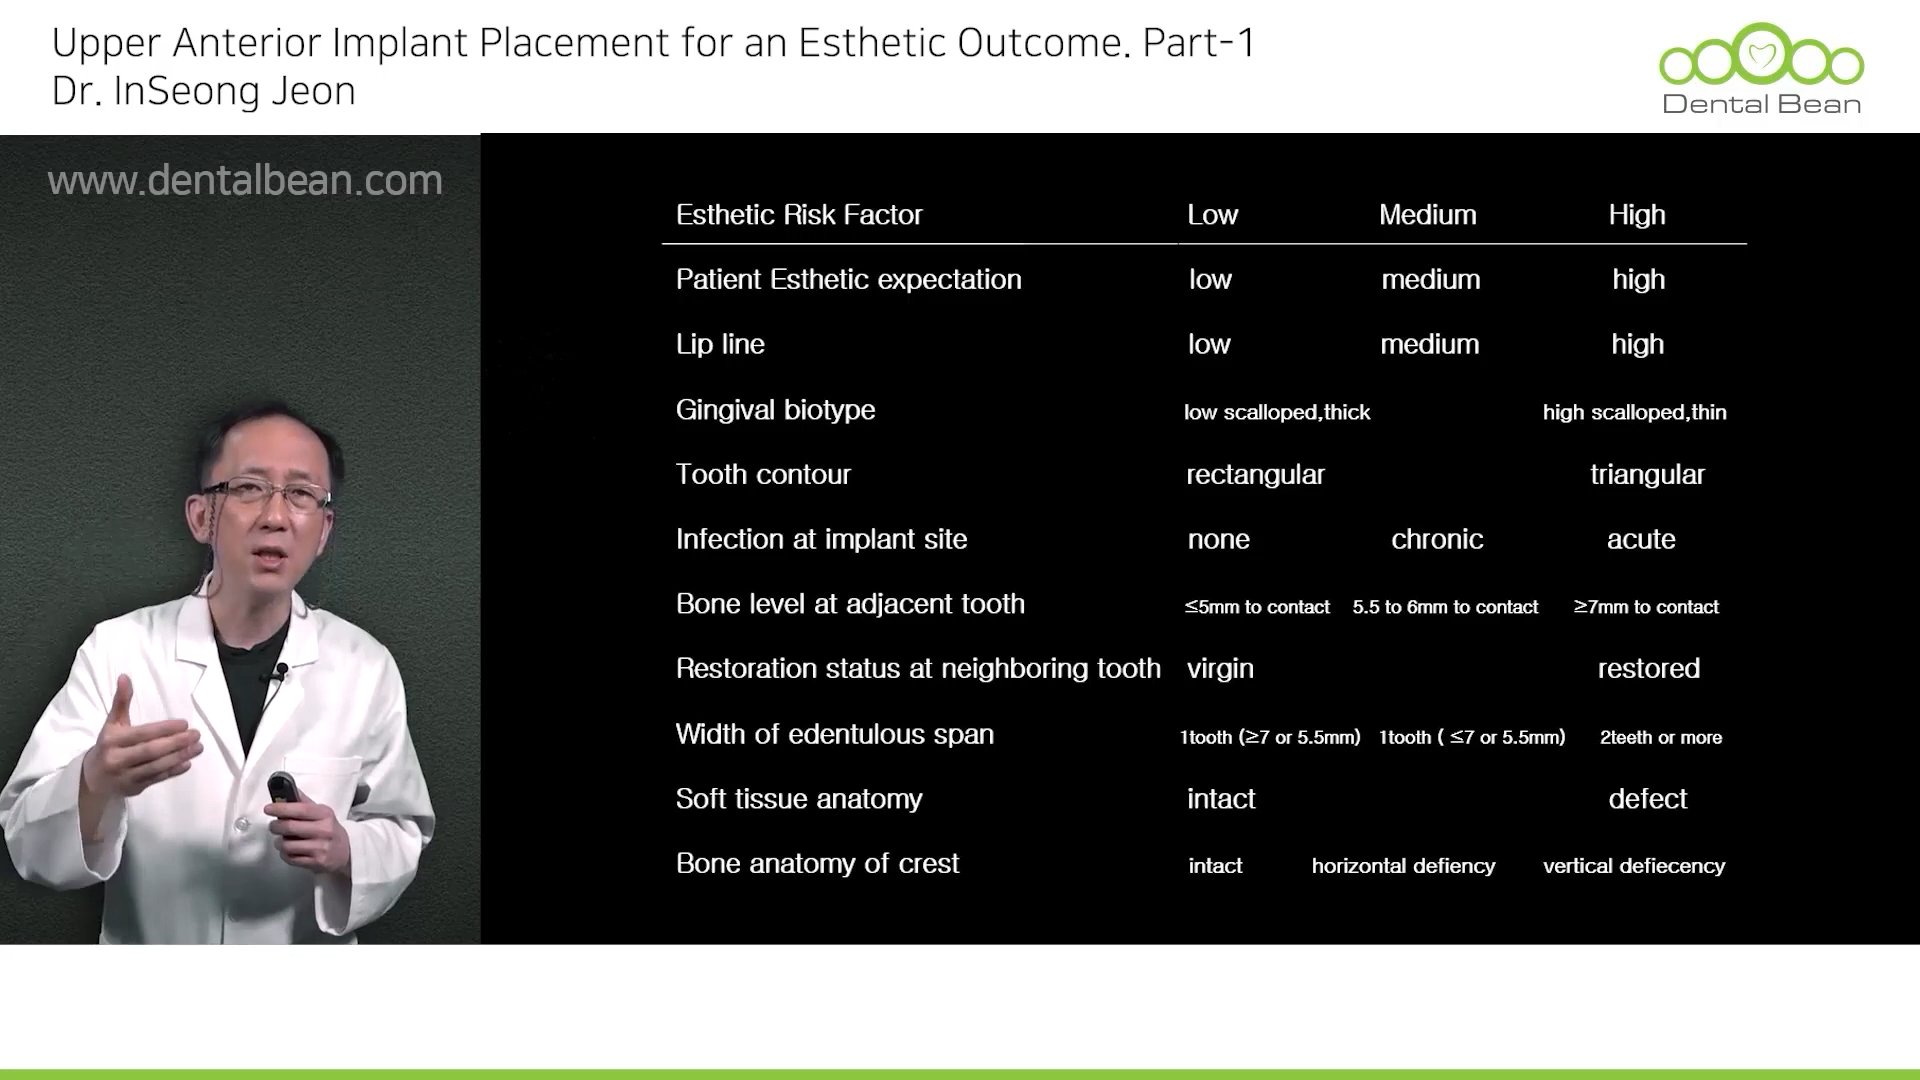 Upper Anterior Implant Placement for an Esthetic Outcome. Part-1
Dr. InSeong Jeon
Dental Bean
www.dentalbean.com
Esthetic Risk Factor Low Medium High
Patient Esthetic expectation low medium high
Lip line low medium high
Gingival biotype low scalloped,thick high scalloped,thin
Tooth contour rectangular triangular
Infection at implant site none chronic acute
Bone level at adjacent tooth ≤5mm to contact 5.5 to 6mm to contact ≥7mm to contact
Restoration status at neighboring tooth virgin restored
Width of edentulous span 1tooth (≥7 or 5.5mm) 1tooth ( ≤7 or 5.5mm) 2teeth or more
Soft tissue anatomy intact defect
Bone anatomy of crest intact horizontal defiency vertical defiecency